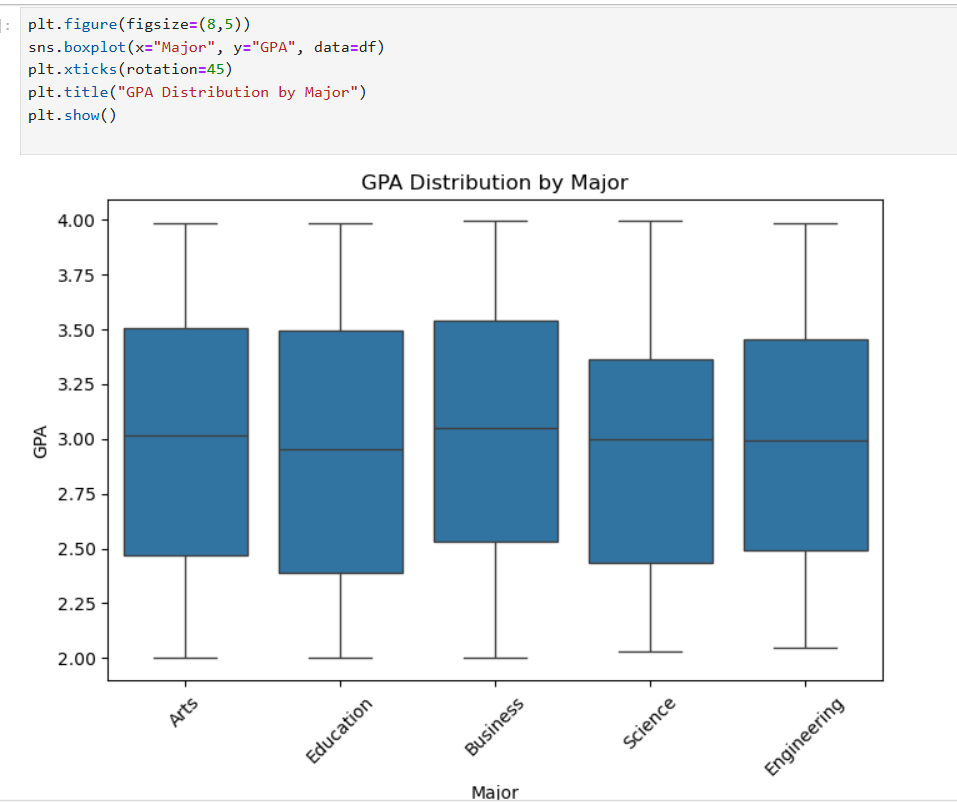 ]:
plt.figure(figsize=(8,5))
sns.boxplot(x="Major", y="GPA", data=df)
plt.xticks(rotation=45)
plt.title("GPA Distribution by Major")
plt.show()
GPA Distribution by Major
4.00
3.75
3.50
3.25
3.00
2.75
2.50
2.25
2.00
GPA
Arts
Education
Business
Science
Engineering
Major